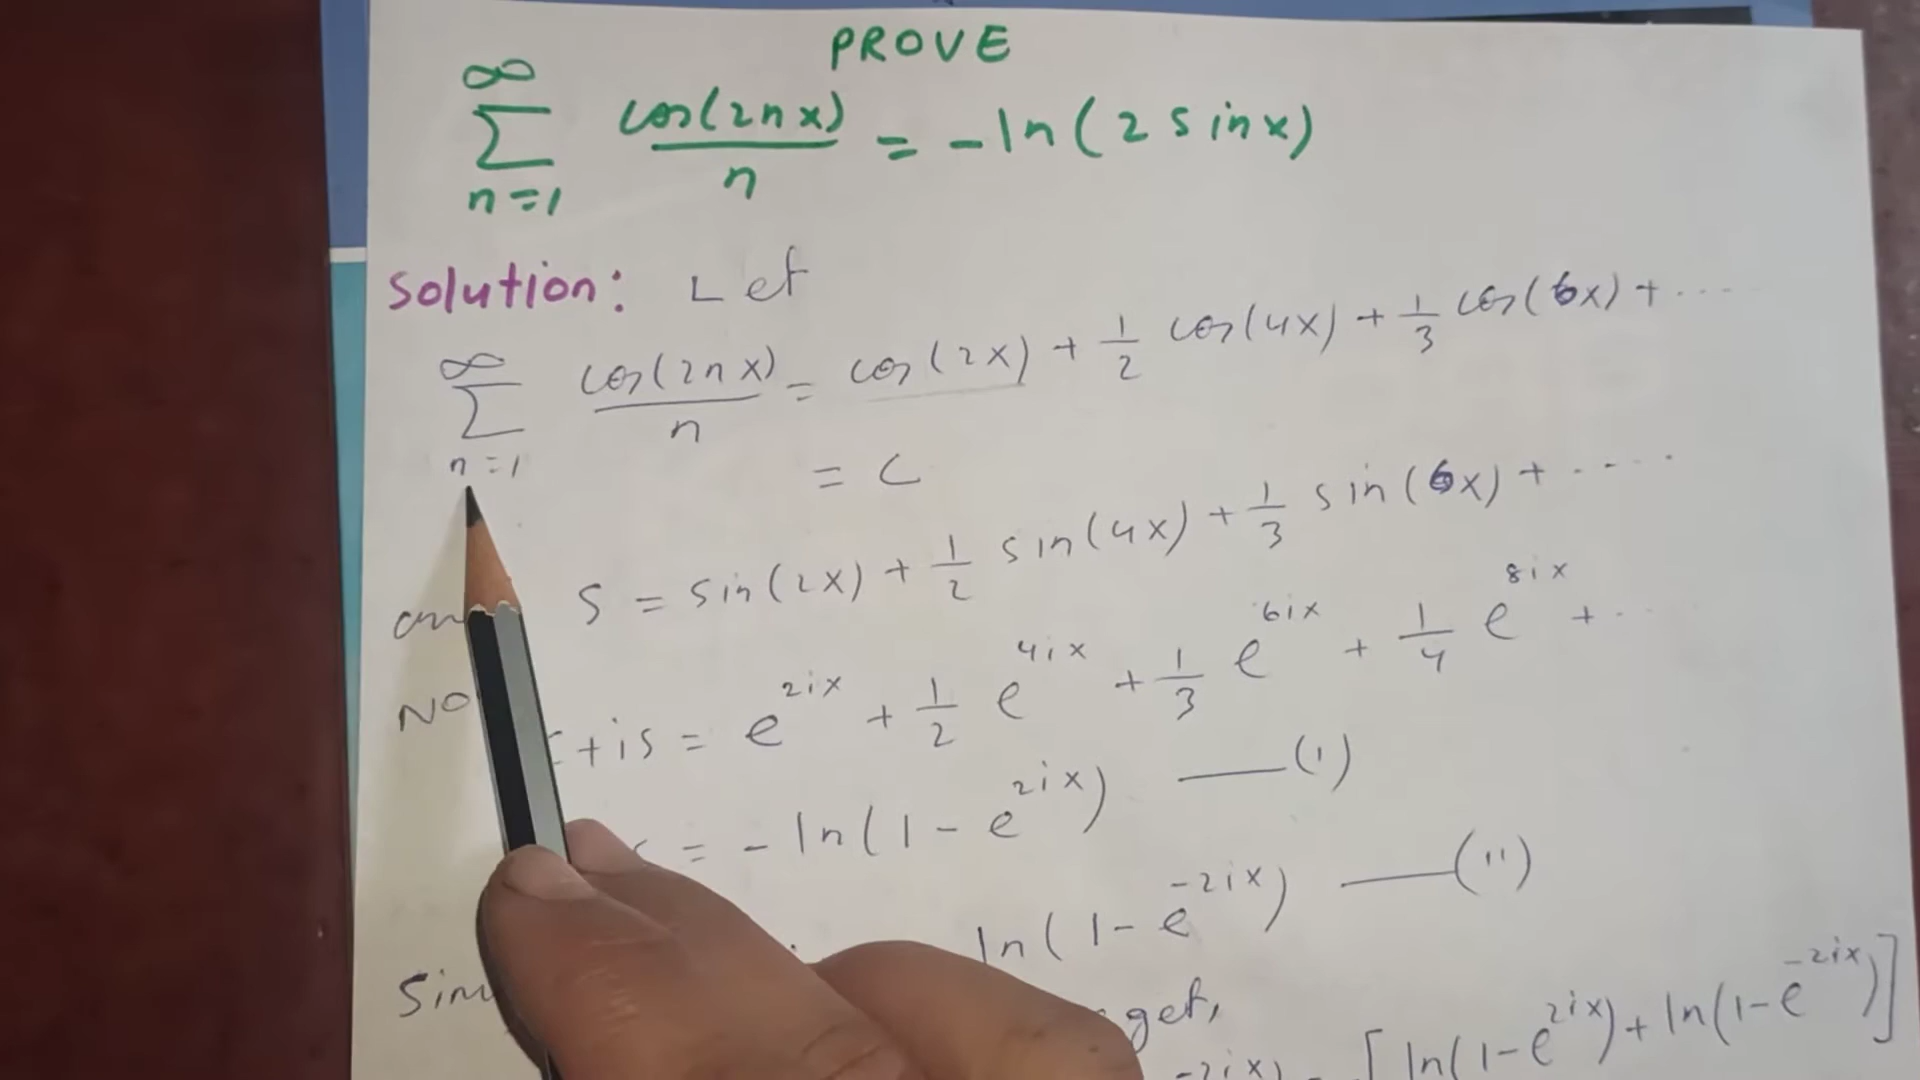 PROVE
∞ Σ n=1 cos(2nx)/n = -ln(2 sinx)
Solution: Let
∞ Σ n=1 cos(2nx)/n = cos(2x) + 1/2 cos(4x) + 1/3 cos(6x) + ....
= C
S = sin(2x) + 1/2 sin(4x) + 1/3 sin(6x) + ....
+is = e^{2ix} + 1/2 e^{4ix} + 1/3 e^{6ix} + 1/4 e^{8ix} + ..
= -ln(1 - e^{2ix}) —(i)
ln(1 - e^{-2ix}) —(ii)
get,
[ln(1-e^{2ix}) + ln(1-e^{-2ix})]